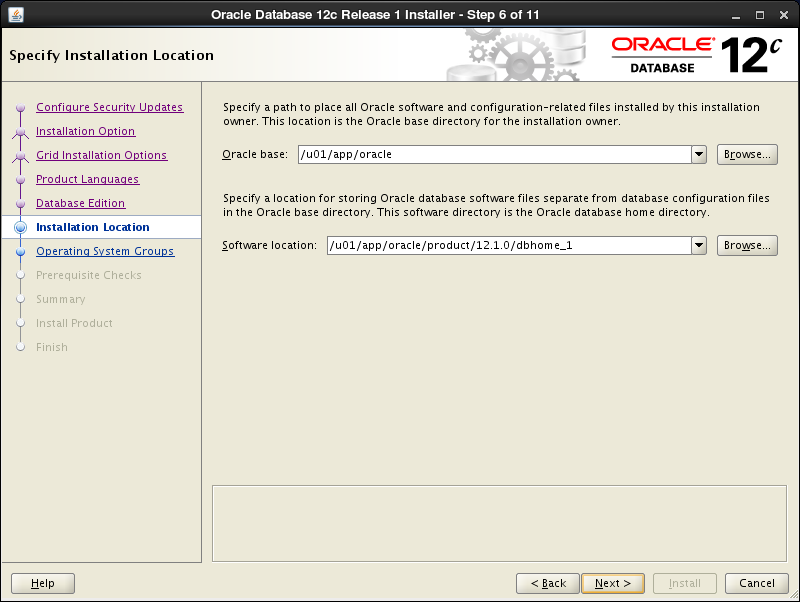 Oracle Database 12c Release 1 Installer - Step 6 of 11
Specify Installation Location
ORACLE®
DATABASE
12c
Configure Security Updates
Installation Option
Grid Installation Options
Product Languages
Database Edition
Installation Location
Operating System Groups
Prerequisite Checks
Summary
Install Product
Finish
Specify a path to place all Oracle software and configuration-related files installed by this installation
owner. This location is the Oracle base directory for the installation owner.
Oracle base: /u01/app/oracle Browse...
Specify a location for storing Oracle database software files separate from database configuration files
in the Oracle base directory. This software directory is the Oracle database home directory.
Software location: /u01/app/oracle/product/12.1.0/dbhome_1 Browse...
Help < Back Next > Install Cancel